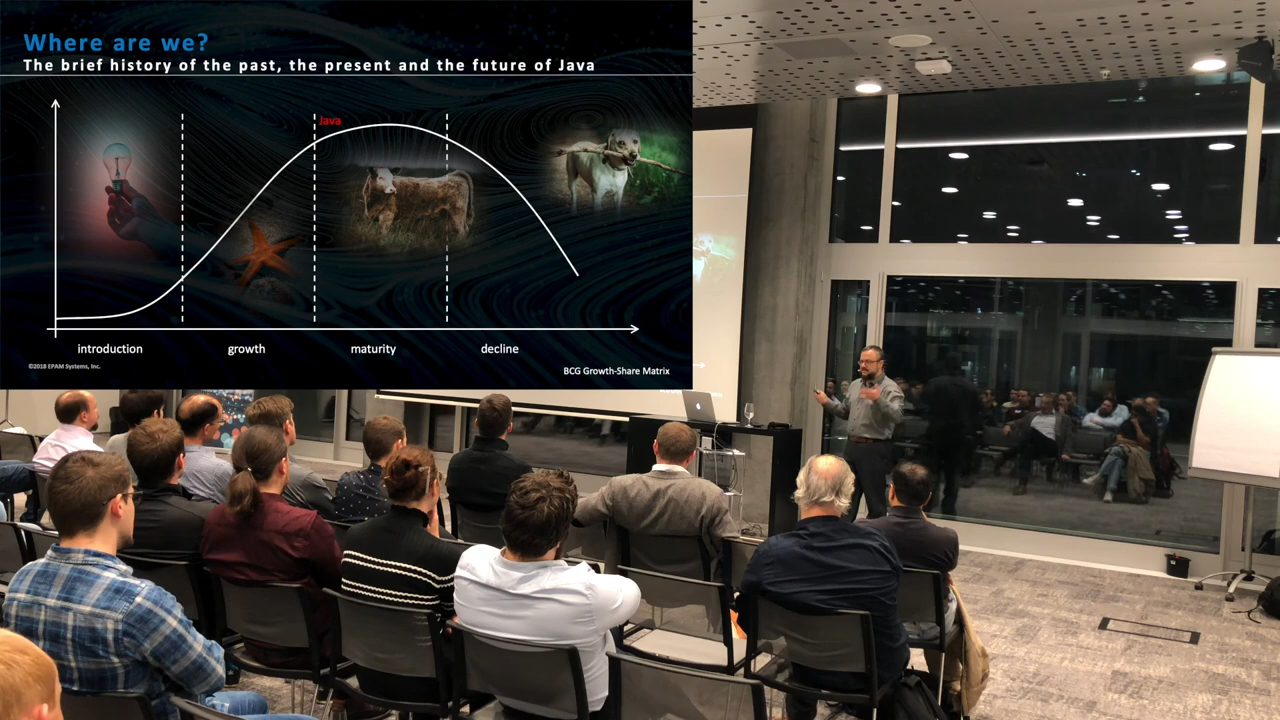 Where are we?
The brief history of the past, the present and the future of Java
Java
introduction
growth
maturity
decline
©2018 EPAM Systems, Inc.
BCG Growth-Share Matrix